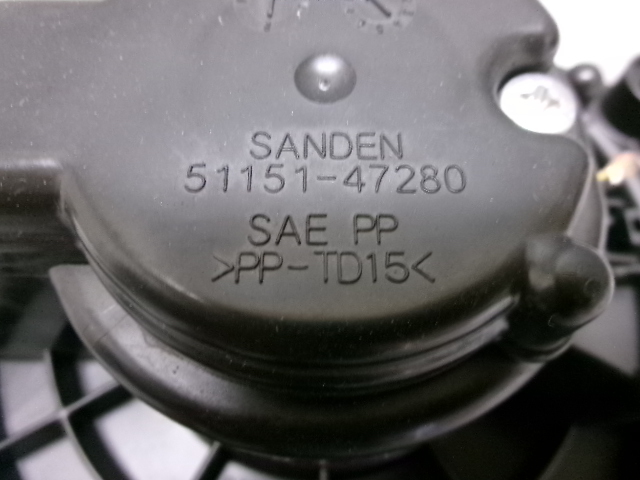 SANDEN
51151-47280
SAE PP
>PP-TD15<